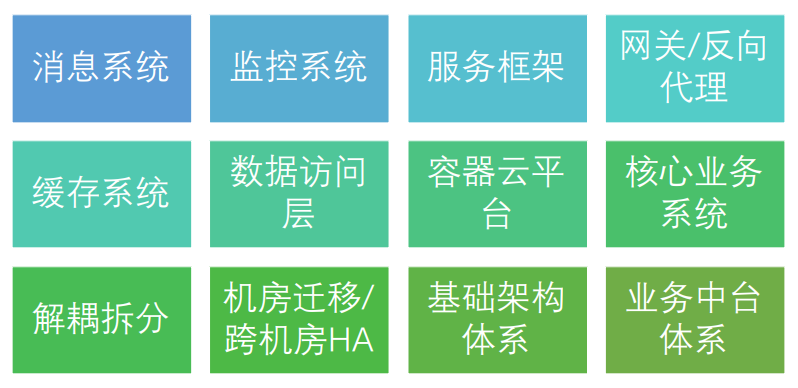 消息系统
监控系统
服务框架
网关/反向
代理
缓存系统
数据访问
层
容器云平
台
核心业务
系统
解耦拆分
机房迁移/
跨机房HA
基础架构
体系
业务中台
体系